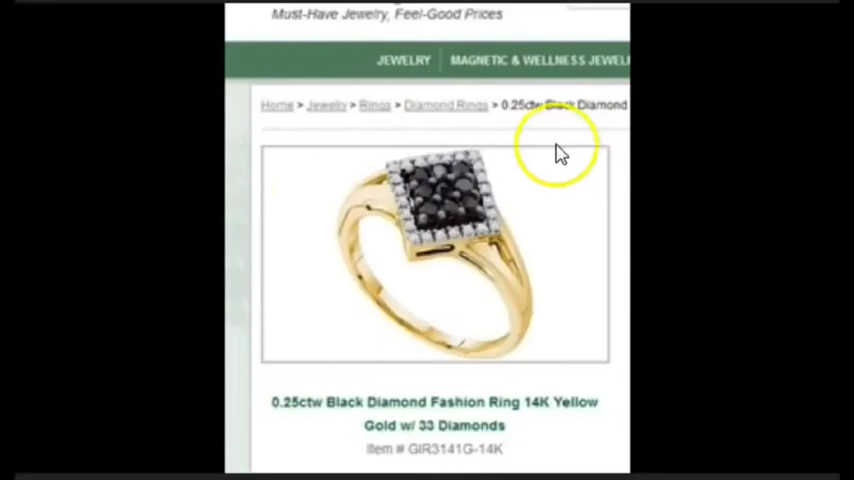 Must-Have Jewelry, Feel-Good Prices
JEWELRY MAGNETIC & WELLNESS JEWEL
Home > Jewelry > Rings > Diamond Rings > 0.25ctw Black Diamond
0.25ctw Black Diamond Fashion Ring 14K Yellow
Gold w/ 33 Diamonds
Item # GIR3141G-14K